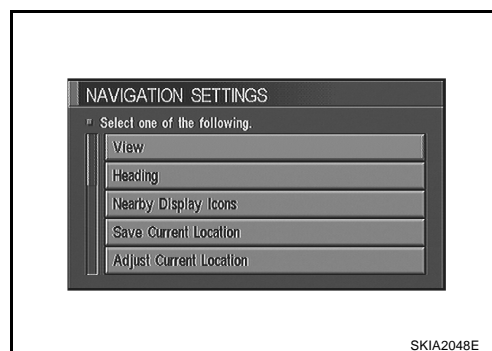 NAVIGATION SETTINGS
Select one of the following.
View
Heading
Nearby Display Icons
Save Current Location
Adjust Current Location
SKIA2048E